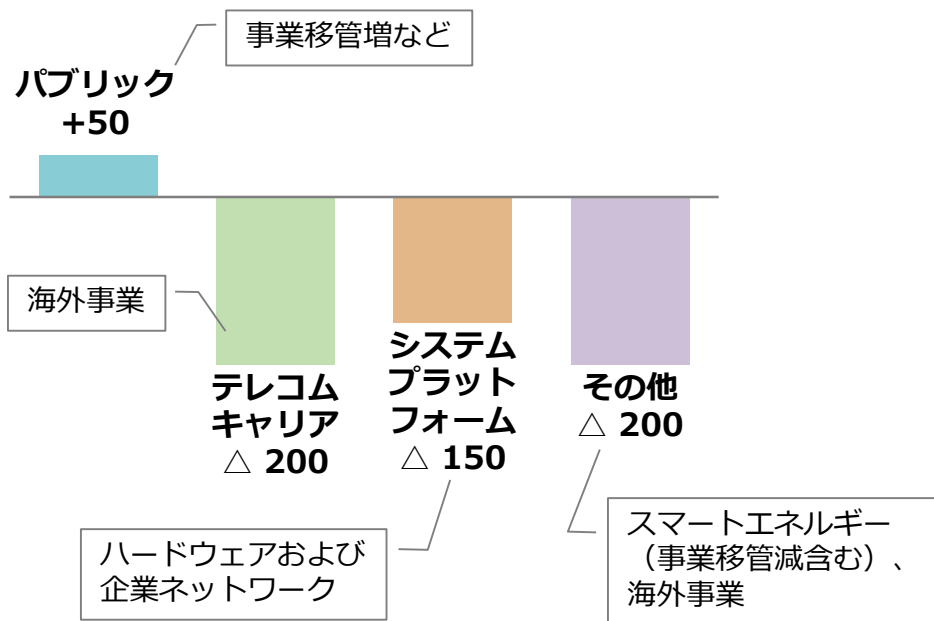 事業移管増など
パブリック
+50
海外事業
テレコム
キャリア
△ 200
システム
プラット
フォーム
△ 150
その他
△ 200
ハードウェアおよび
企業ネットワーク
スマートエネルギー
（事業移管減含む）、
海外事業